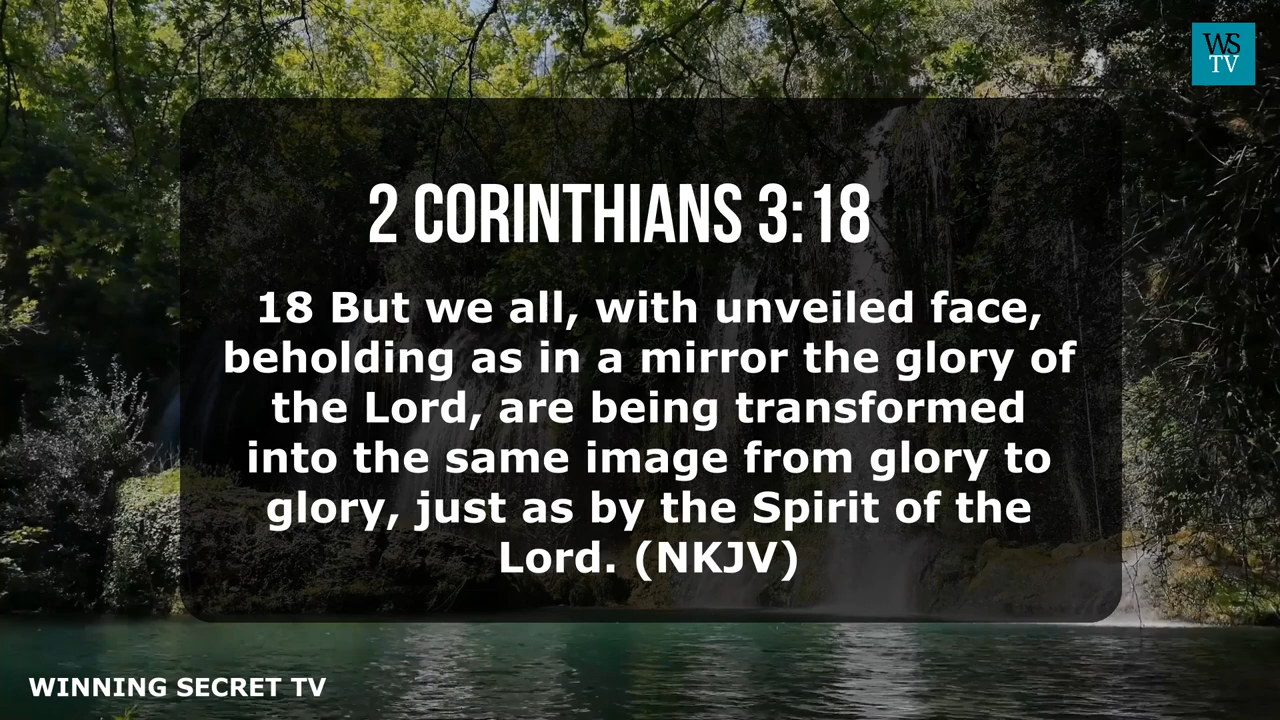 WS
TV
2 CORINTHIANS 3:18
18 But we all, with unveiled face,
beholding as in a mirror the glory of
the Lord, are being transformed
into the same image from glory to
glory, just as by the Spirit of the
Lord. (NKJV)
WINNING SECRET TV